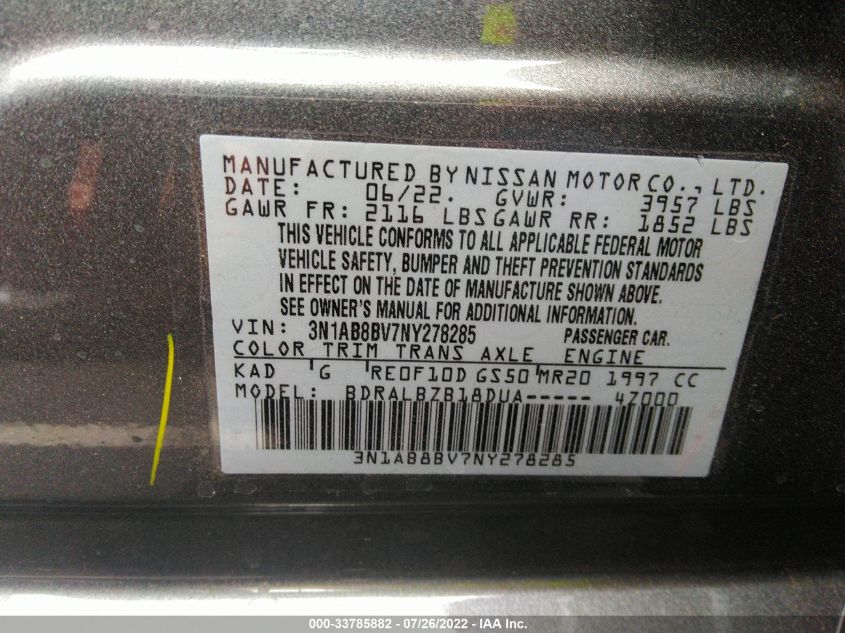 MANUFACTURED BY NISSAN MOTOR CO., LTD.
DATE: 06/22. GVWR: 3957 LBS
GAWR FR: 2116 LBS GAWR RR: 1852 LBS
THIS VEHICLE CONFORMS TO ALL APPLICABLE FEDERAL MOTOR
VEHICLE SAFETY, BUMPER AND THEFT PREVENTION STANDARDS
IN EFFECT ON THE DATE OF MANUFACTURE SHOWN ABOVE.
SEE OWNER'S MANUAL FOR ADDITIONAL INFORMATION.
VIN: 3N1AB8BV7NY278285 PASSENGER CAR.
COLOR TRIM TRANS AXLE ENGINE
KAD G RE0F10D GS50 MR20 1997 CC
MODEL: BDRALBZB18DUA----- 4Z000
3N1AB8BV7NY278285
000-33785882 - 07/26/2022 - IAA Inc.